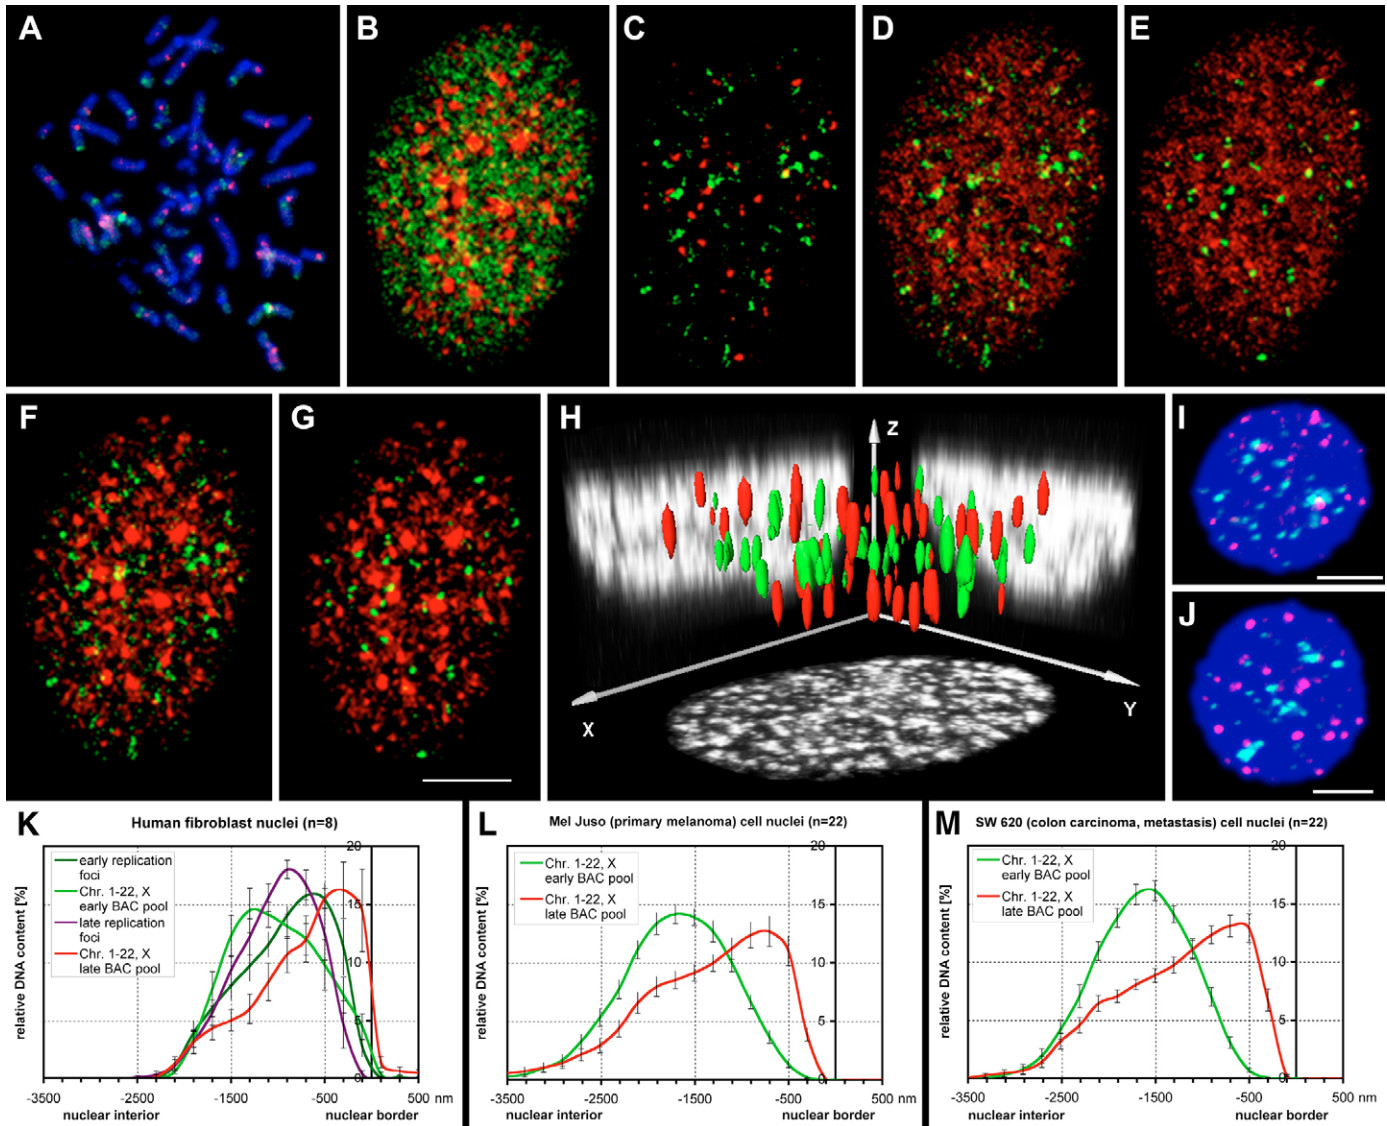 A
B
C
D
E
F
G
H
Z
X
Y
I
J
K
Human fibroblast nuclei (n=8)
relative DNA content [%]
early replication
foci
Chr. 1-22, X
early BAC pool
late replication
foci
Chr. 1-22, X
late BAC pool
20
15
10
5
0
-3500 -2500 -1500 -500 500 nm
nuclear interior nuclear border
L
Mel Juso (primary melanoma) cell nuclei (n=22)
relative DNA content [%]
Chr. 1-22, X
early BAC pool
Chr. 1-22, X
late BAC pool
20
15
10
5
0
-3500 -2500 -1500 -500 500 nm
nuclear interior nuclear border
M
SW 620 (colon carcinoma, metastasis) cell nuclei (n=22)
relative DNA content [%]
Chr. 1-22, X
early BAC pool
Chr. 1-22, X
late BAC pool
20
15
10
5
0
-3500 -2500 -1500 -500 500 nm
nuclear interior nuclear border